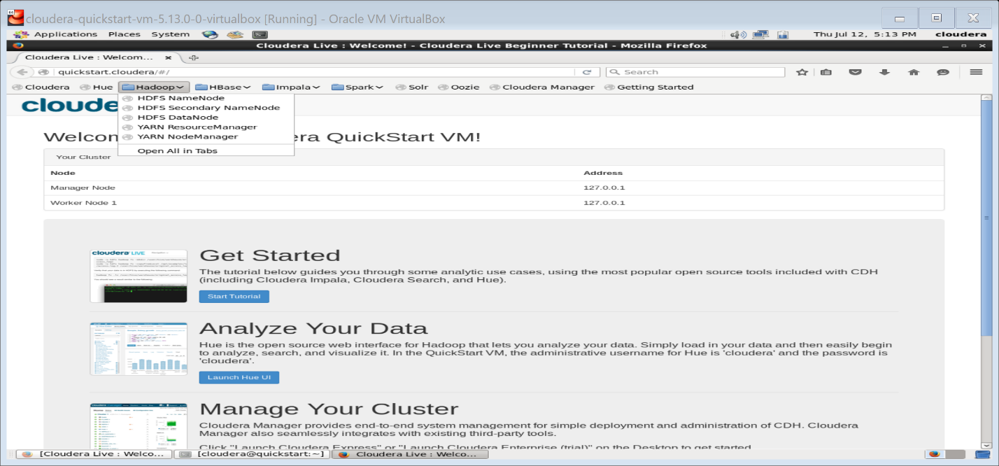 cloudera-quickstart-vm-5.13.0-0-virtualbox [Running] - Oracle VM VirtualBox
Applications Places System Thu Jul 12, 5:13 PM cloudera
Cloudera Live : Welcome! - Cloudera Live Beginner Tutorial - Mozilla Firefox
Cloudera Live : Welcom...
quickstart.cloudera/#/ Search
Cloudera Hue Hadoop HBase Impala Spark Solr Oozie Cloudera Manager Getting Started
HDFS NameNode
HDFS Secondary NameNode
HDFS DataNode
YARN ResourceManager
YARN NodeManager
Open All in Tabs
cloude
Welcon era QuickStart VM!
Your Cluster
Node Address
Manager Node 127.0.0.1
Worker Node 1 127.0.0.1
cloudera LIVE
Get Started
The tutorial below guides you through some analytic use cases, using the most popular open source tools included with CDH
(including Cloudera Impala, Cloudera Search, and Hue).
Start Tutorial
Analyze Your Data
Hue is the open source web interface for Hadoop that lets you analyze your data. Simply load in your data and then easily begin
to analyze, search, and visualize it. In the QuickStart VM, the administrative username for Hue is 'cloudera' and the password is
'cloudera'.
Launch Hue UI
Manage Your Cluster
Cloudera Manager provides end-to-end system management for simple deployment and administration of CDH. Cloudera
Manager also seamlessly integrates with existing third-party tools.
Click "Launch Cloudera Express" or "Launch Cloudera Enterprise (trial)" on the Desktop to get started
[Cloudera Live : Welco... [cloudera@quickstart:~] Cloudera Live : Welco...